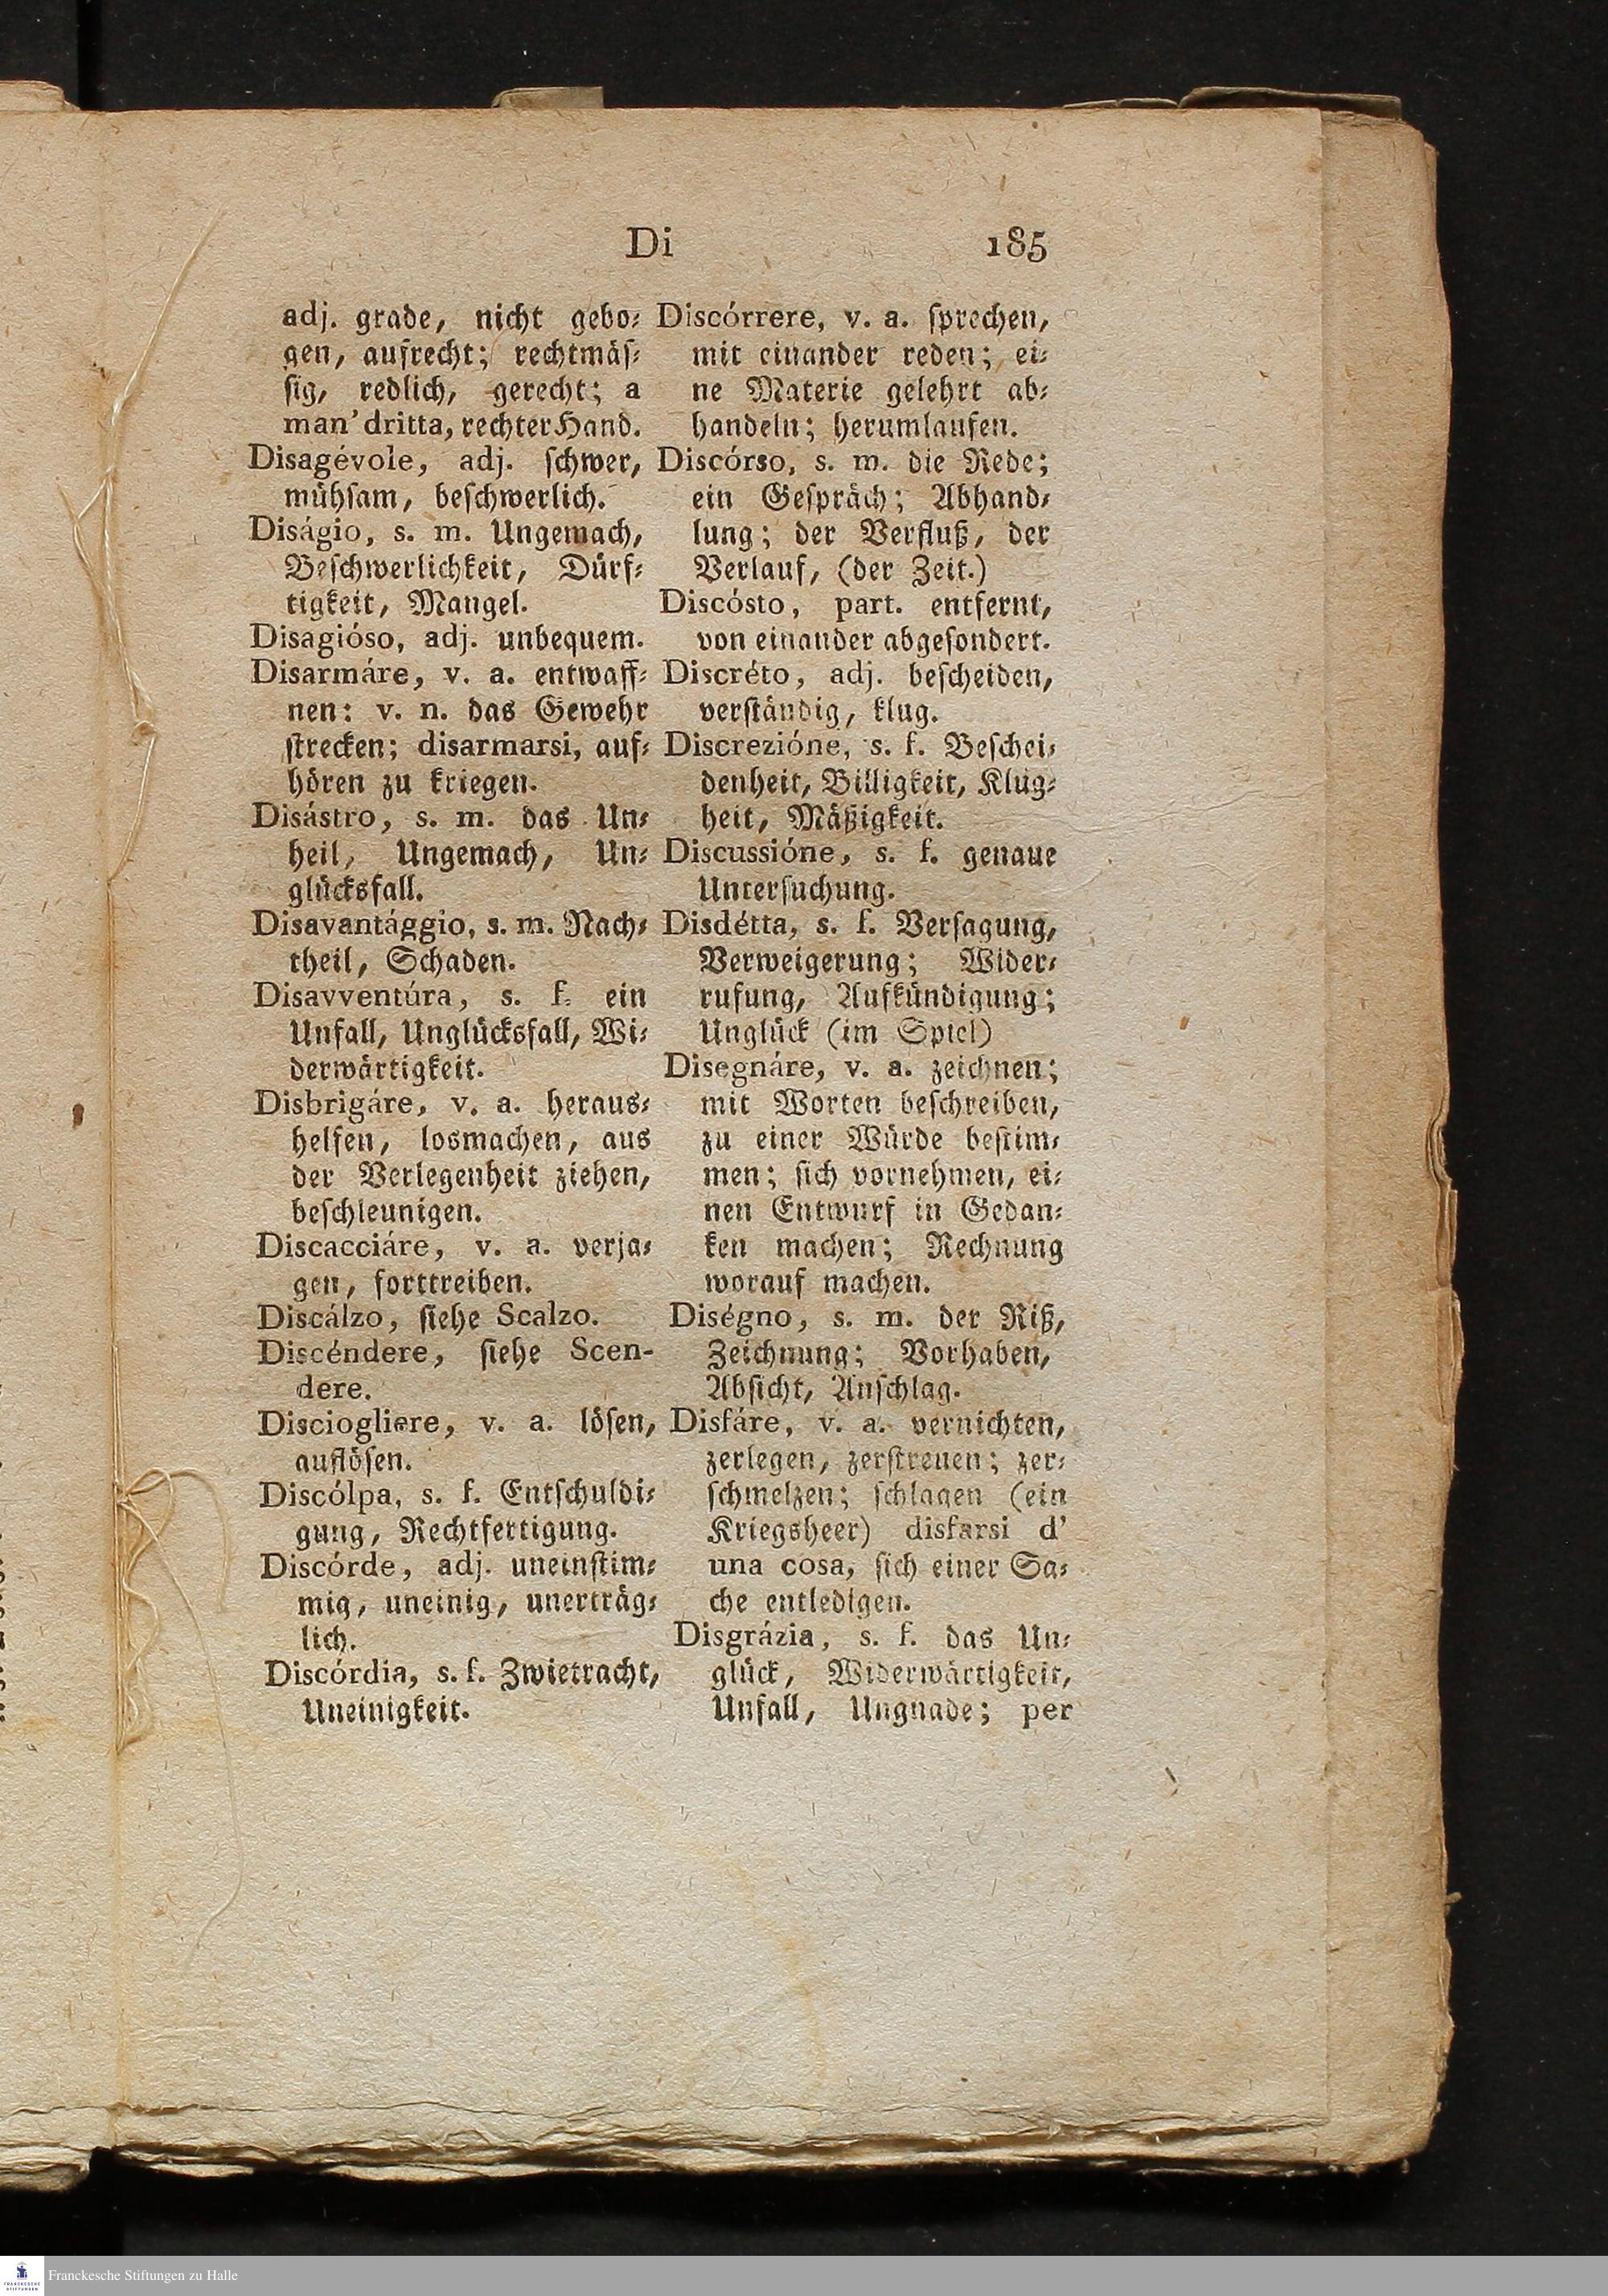 Di 185
adj. grade, nicht gebo⸗
gen, aufrecht; rechtmäſ⸗
ſig, redlich, gerecht; a
man' dritta, rechter Hand.
Disagévole, adj. ſchwer,
mühſam, beſchwerlich.
Diságio, s. m. Ungemach,
Beſchwerlichkeit, Dürf⸗
tigkeit, Mangel.
Disagióso, adj. unbequem.
Disarmáre, v. a. entwaff⸗
nen: v. n. das Gewehr
ſtrecken; disarmarsi, auf⸗
hören zu kriegen.
Disástro, s. m. das Un⸗
heil, Ungemach, Un⸗
glücksfall.
Disavantággio, s. m. Nach⸗
theil, Schaden.
Disavventúra, s. f. ein
Unfall, Unglücksfall, Wi⸗
derwärtigkeit.
Disbrigáre, v. a. heraus⸗
helfen, losmachen, aus
der Verlegenheit ziehen,
beſchleunigen.
Discacciáre, v. a. verja⸗
gen, forttreiben.
Discálzo, ſiehe Scalzo.
Discéndere, ſiehe Scen-
dere.
Disciogliere, v. a. löſen,
auflöſen.
Discólpa, s. f. Entſchuldi⸗
gung, Rechtfertigung.
Discórde, adj. uneinſtim⸗
mig, uneinig, unerträg⸗
lich.
Discórdia, s. f. Zwietracht,
Uneinigkeit.
Discórrere, v. a. ſprechen,
mit einander reden; ei⸗
ne Materie gelehrt ab⸗
handeln; herumlaufen.
Discórso, s. m. die Rede;
ein Geſpräch; Abhand⸗
lung; der Verfluß, der
Verlauf, (der Zeit.)
Discósto, part. entfernt,
von einander abgeſondert.
Discréto, adj. beſcheiden,
verſtändig, klug.
Discrezióne, s. f. Beſchei⸗
denheit, Billigkeit, Klug⸗
heit, Mäßigkeit.
Discussióne, s. f. genaue
Unterſuchung.
Disdétta, s. f. Verſagung,
Verweigerung; Wider⸗
rufung, Aufkündigung;
Unglück (im Spiel)
Disegnáre, v. a. zeichnen;
mit Worten beſchreiben,
zu einer Würde beſtim⸗
men; ſich vornehmen, ei⸗
nen Entwurf in Gedan⸗
ken machen; Rechnung
worauf machen.
Diségno, s. m. der Riß,
Zeichnung; Vorhaben,
Abſicht, Anſchlag.
Disfáre, v. a. vernichten,
zerlegen, zerſtreuen; zer⸗
ſchmelzen; ſchlagen (ein
Kriegsheer) disfarsi d'
una cosa, ſich einer Sa⸗
che entledigen.
Disgrázia, s. f. das Un⸗
glück, Widerwärtigkeit,
Unfall, Ungnade; per
FRANCKESCHE
STIFTUNGEN
Franckesche Stiftungen zu Halle